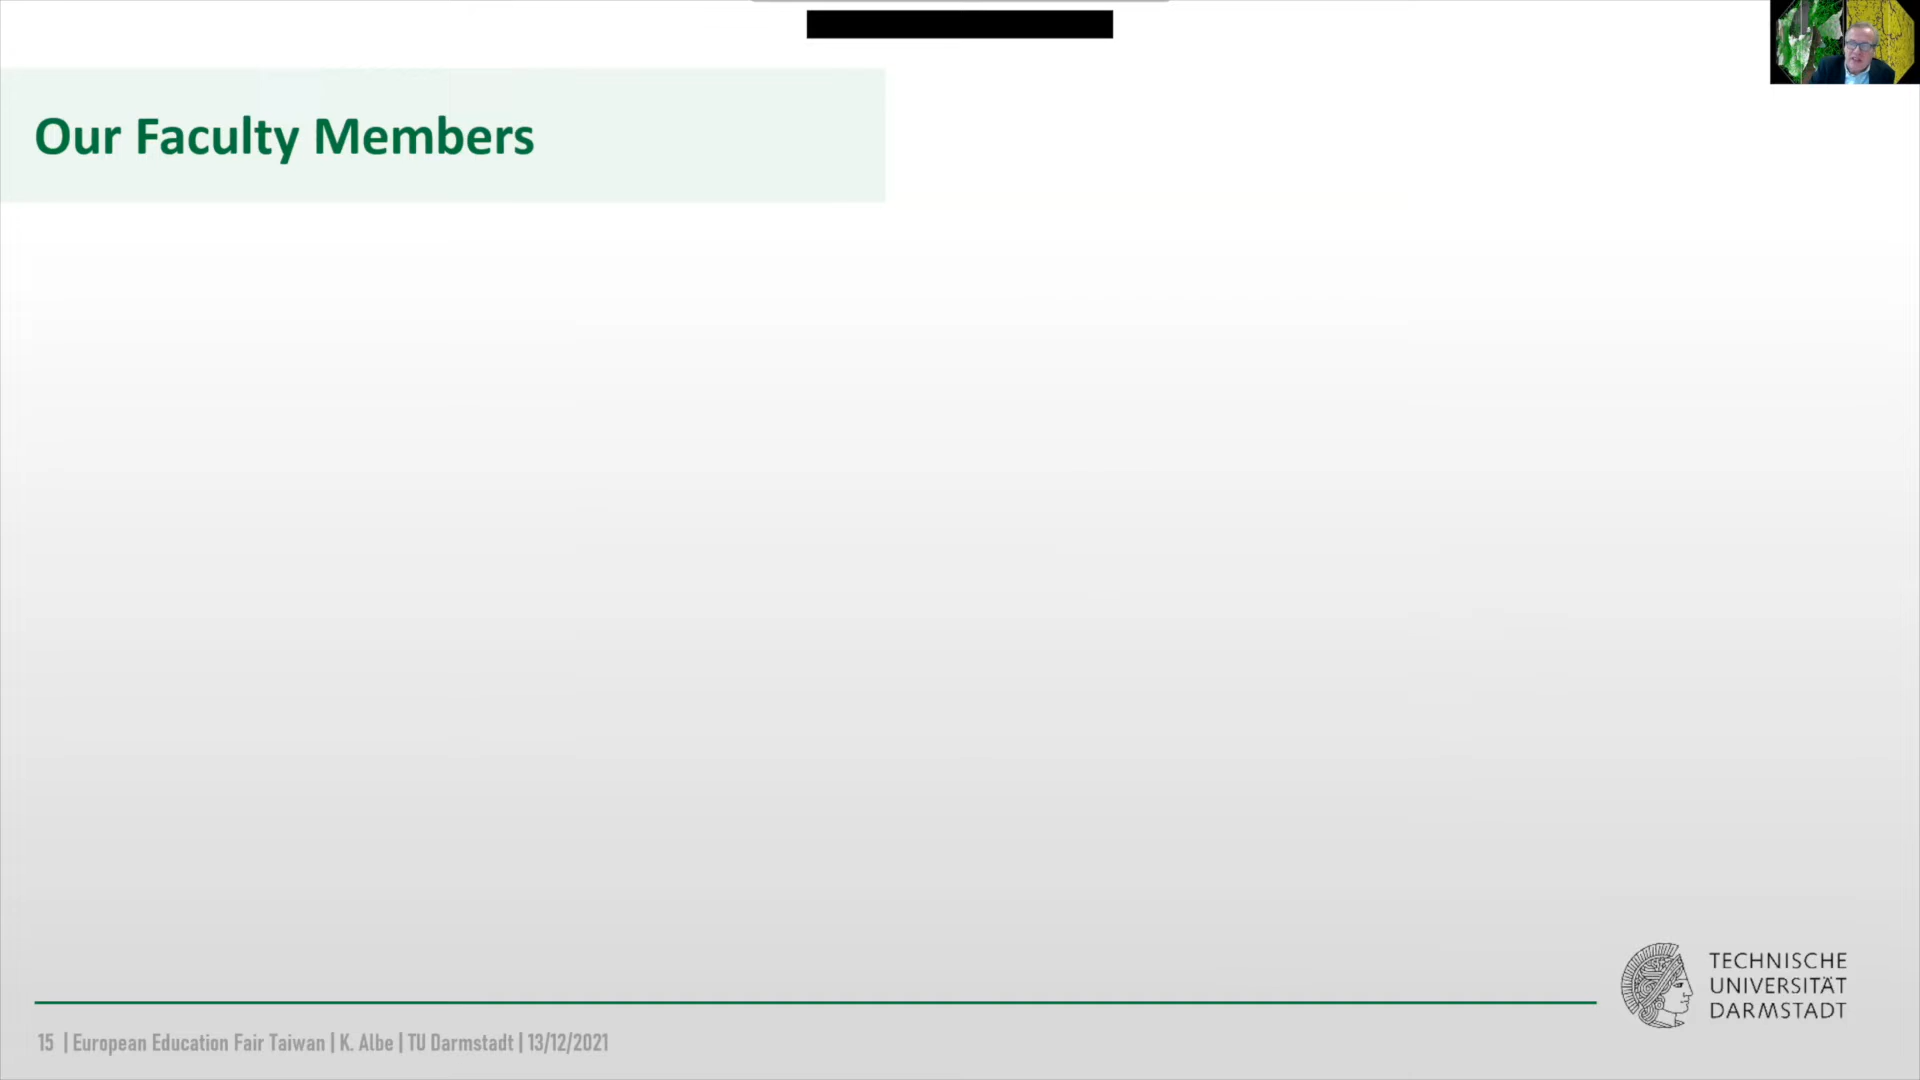 Our Faculty Members
TECHNISCHE
UNIVERSITÄT
DARMSTADT
15 | European Education Fair Taiwan | K. Albe | TU Darmstadt | 13/12/2021